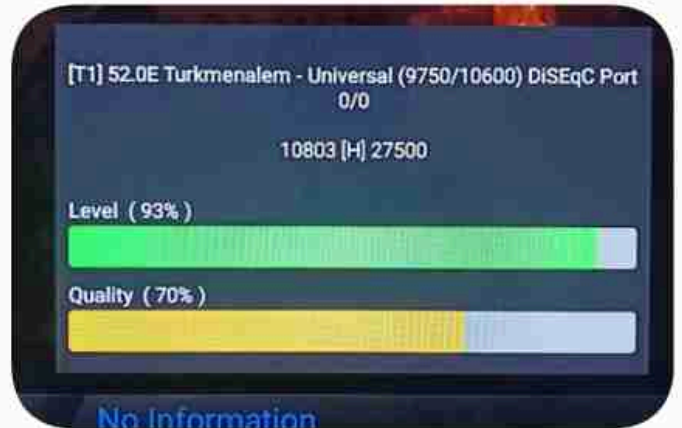 [T1] 52.0E Turkmenalem - Universal (9750/10600) DiSEqC Port
0/0
10803 [H] 27500
Level ( 93% )
Quality ( 70% )
No Information